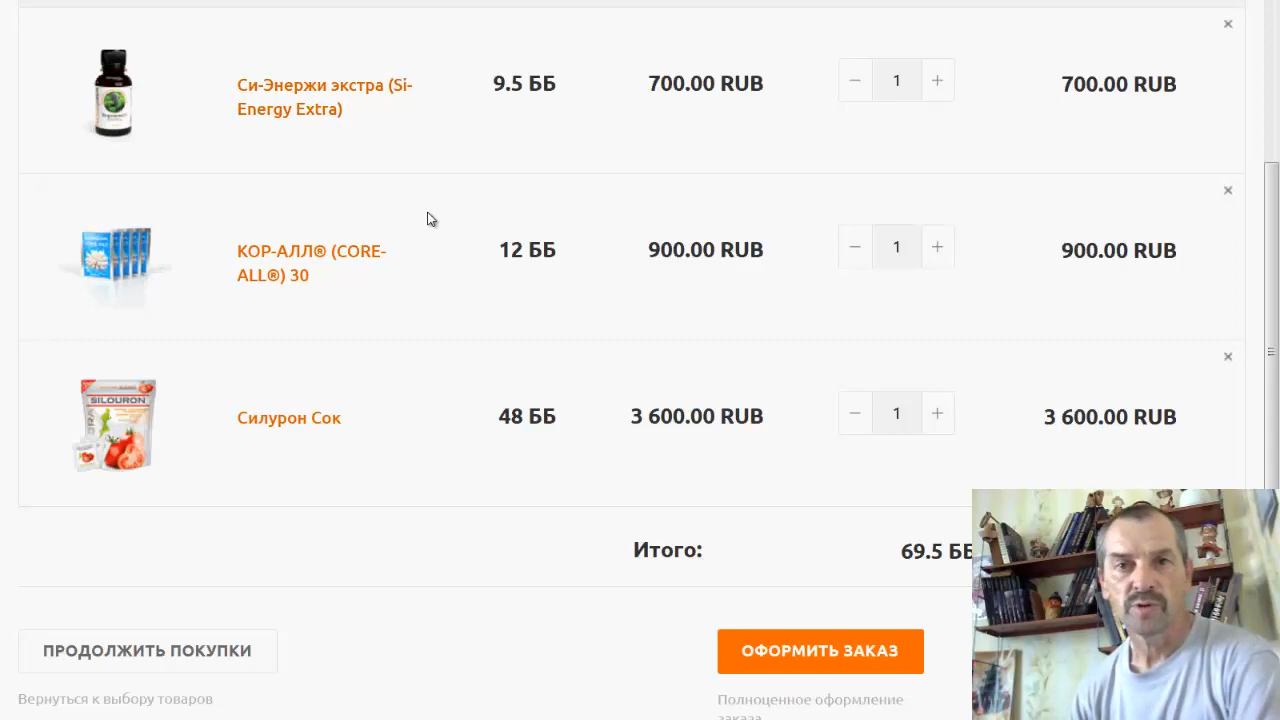 Си-Энержи экстра (Si-
Energy Extra)
9.5 ББ
700.00 RUB
− 1 +
700.00 RUB
×
КОР-АЛЛ® (CORE-
ALL®) 30
12 ББ
900.00 RUB
− 1 +
900.00 RUB
×
SILOURON
Силурон Сок
48 ББ
3 600.00 RUB
− 1 +
3 600.00 RUB
×
Итого:
69.5 ББ
ПРОДОЛЖИТЬ ПОКУПКИ
Вернуться к выбору товаров
ОФОРМИТЬ ЗАКАЗ
Полноценное оформление
заказа